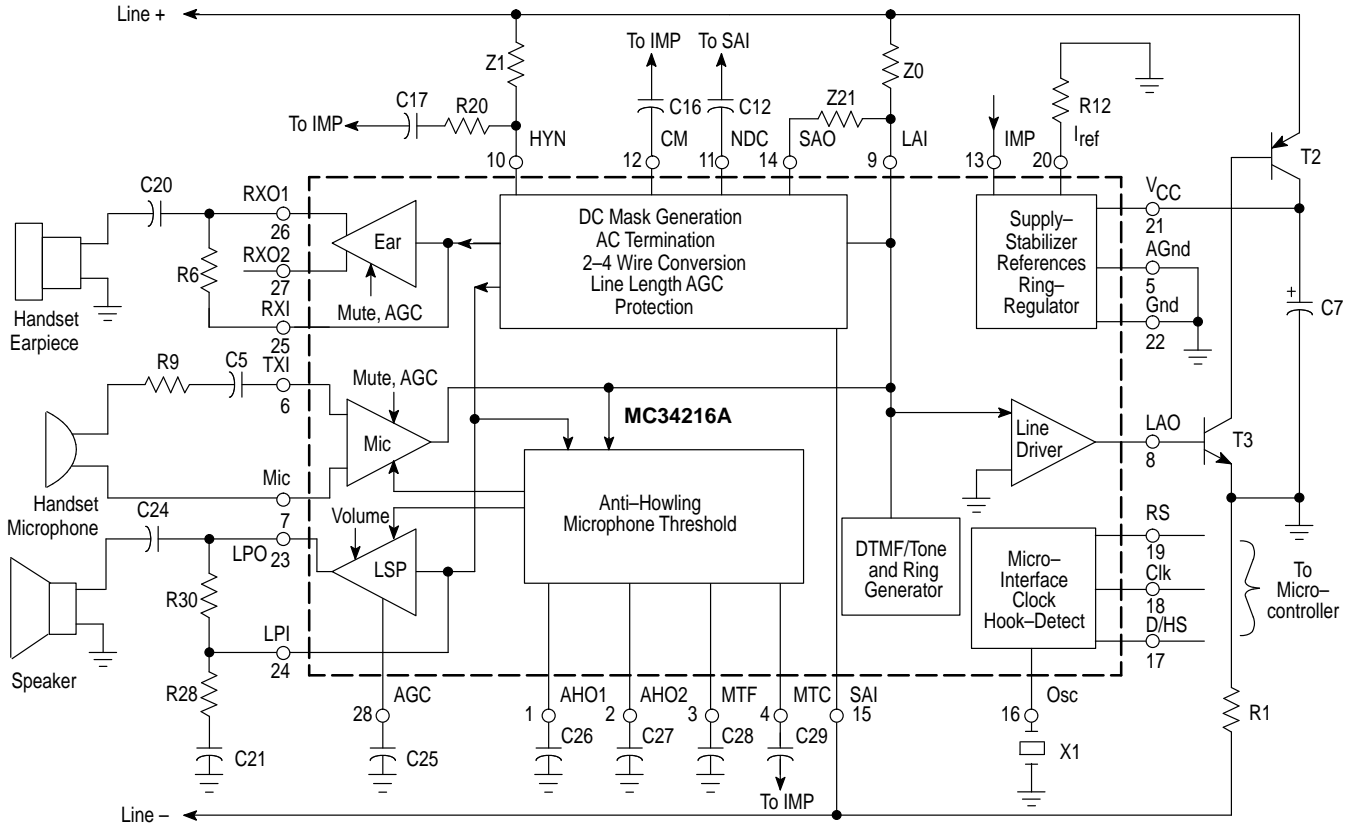 Line +
To IMP
To SAI
Z1
Z0
C17
R20
C16
C12
Z21
R12
To IMP
HYN
CM
NDC
SAO
LAI
IMP
Iref
10
12
11
14
9
13
20
T2
C20
RXO1
26
Ear
DC Mask Generation
AC Termination
2–4 Wire Conversion
Line Length AGC
Protection
Supply–
Stabilizer
References
Ring–
Regulator
VCC
21
AGnd
5
Gnd
22
+
C7
R6
RXO2
27
RXI
25
Mute, AGC
Handset
Earpiece
R9
C5
TXI
6
Mute, AGC
MC34216A
Mic
Line
Driver
LAO
8
T3
Mic
7
Handset
Microphone
C24
Volume
Anti–Howling
Microphone Threshold
LPO
23
LSP
DTMF/Tone
and Ring
Generator
Micro–
Interface
Clock
Hook–Detect
RS
19
Clk
18
D/HS
17
To
Micro–
controller
R30
LPI
24
Speaker
R28
AGC
28
AHO1
1
AHO2
2
MTF
3
MTC
4
SAI
15
Osc
16
R1
C21
C25
C26
C27
C28
C29
X1
To IMP
Line –